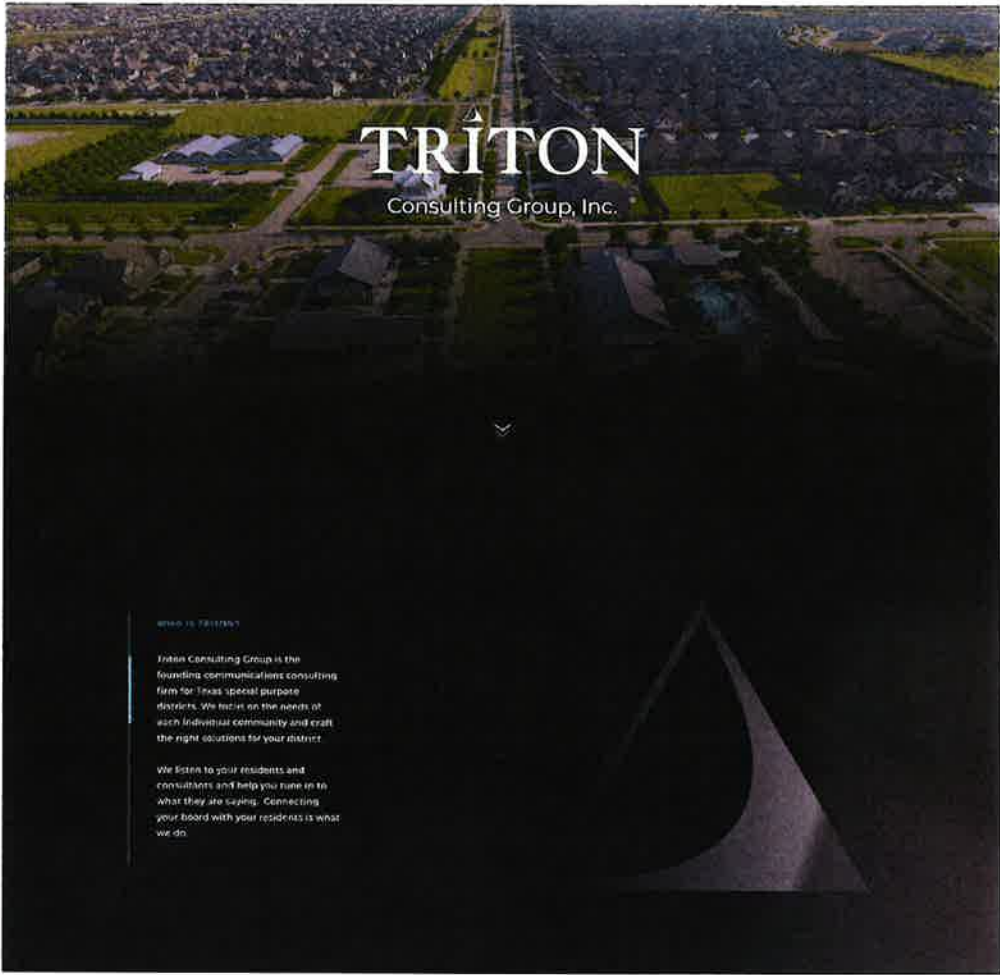 TRITON
Consulting Group, Inc.
WHO IS TRITON?
Triton Consulting Group is the
founding communications consulting
firm for Texas special purpose
districts. We focus on the needs of
each individual community and craft
the right solutions for your district.
We listen to your residents and
consultants and help you tune in to
what they are saying. Connecting
your board with your residents is what
we do.